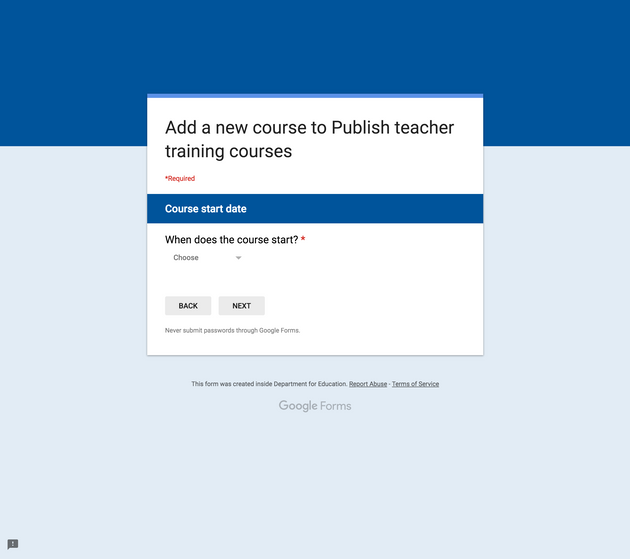 Add a new course to Publish teacher
training courses
*Required
Course start date
When does the course start? *
Choose
BACK
NEXT
Never submit passwords through Google Forms.
This form was created inside Department for Education. Report Abuse - Terms of Service
Google Forms
!